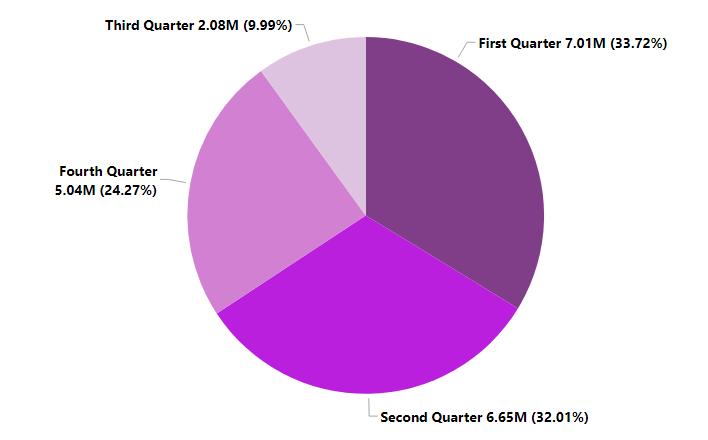 Third Quarter 2.08M (9.99%)
First Quarter 7.01M (33.72%)
Fourth Quarter
5.04M (24.27%)
Second Quarter 6.65M (32.01%)